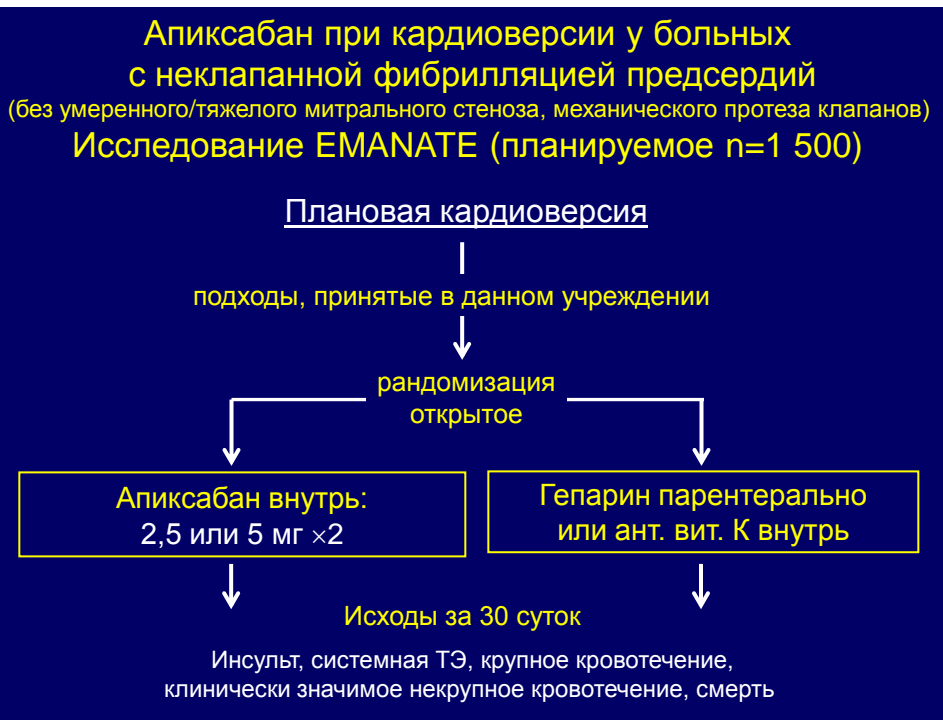 Апиксабан при кардиоверсии у больных
с неклапанной фибрилляцией предсердий
(без умеренного/тяжелого митрального стеноза, механического протеза клапанов)
Исследование EMANATE (планируемое n=1 500)
Плановая кардиоверсия
подходы, принятые в данном учреждении
рандомизация
открытое
Апиксабан внутрь:
2,5 или 5 мг ×2
Гепарин парентерально
или ант. вит. К внутрь
Исходы за 30 суток
Инсульт, системная ТЭ, крупное кровотечение,
клинически значимое некрупное кровотечение, смерть